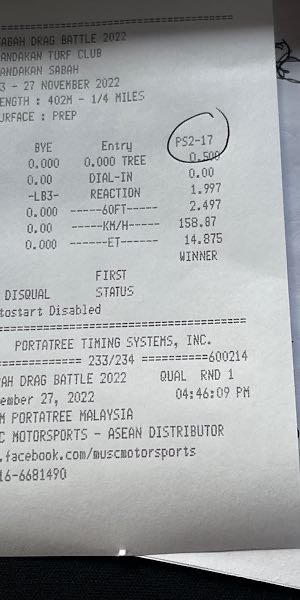 SABAH DRAG BATTLE 2022
SANDAKAN TURF CLUB
SANDAKAN SABAH
3 - 27 NOVEMBER 2022
ENGTH : 402M - 1/4 MILES
URFACE : PREP
BYE Entry PS2-17
0.000 0.000 TREE 0.500
0.00 DIAL-IN 0.00
-LB3- REACTION 1.997
0.000 ------60FT------ 2.497
0.00 ------KM/H------ 158.87
0.000 -------ET------- 14.875
WINNER
FIRST
DISQUAL STATUS
tostart Disabled
PORTATREE TIMING SYSTEMS, INC.
============ 233/234 ==========600214
AH DRAG BATTLE 2022 QUAL RND 1
ember 27, 2022 04:46:09 PM
M PORTATREE MALAYSIA
C MOTORSPORTS - ASEAN DISTRIBUTOR
.facebook.com/muscmotorsports
16-6681490